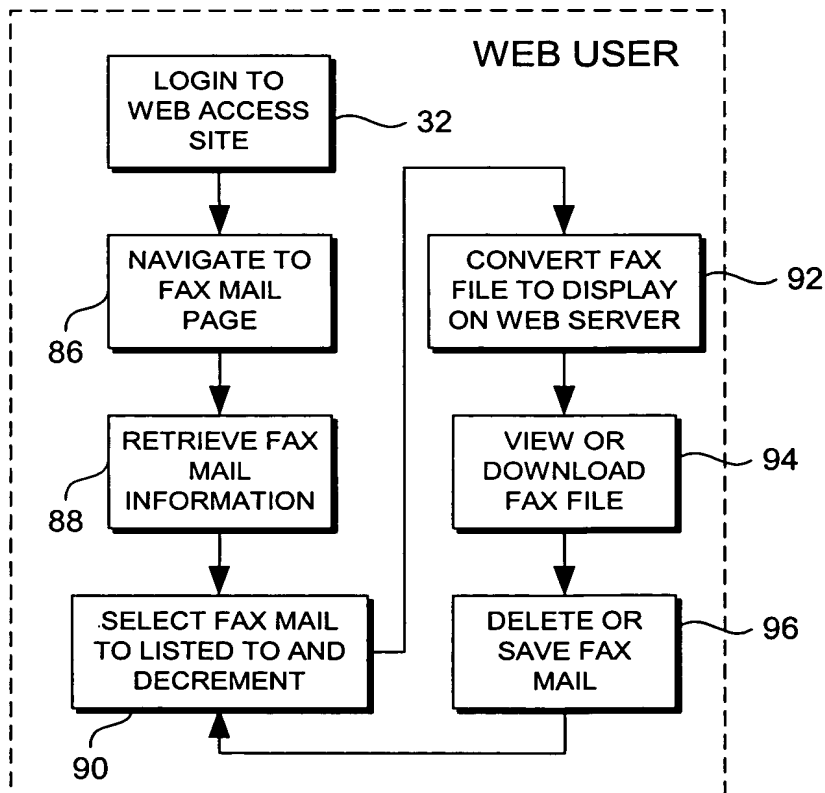 WEB USER
LOGIN TO
WEB ACCESS
SITE
32
NAVIGATE TO
FAX MAIL
PAGE
86
RETRIEVE FAX
MAIL
INFORMATION
88
SELECT FAX MAIL
TO LISTED TO AND
DECREMENT
90
CONVERT FAX
FILE TO DISPLAY
ON WEB SERVER
92
VIEW OR
DOWNLOAD
FAX FILE
94
DELETE OR
SAVE FAX
MAIL
96